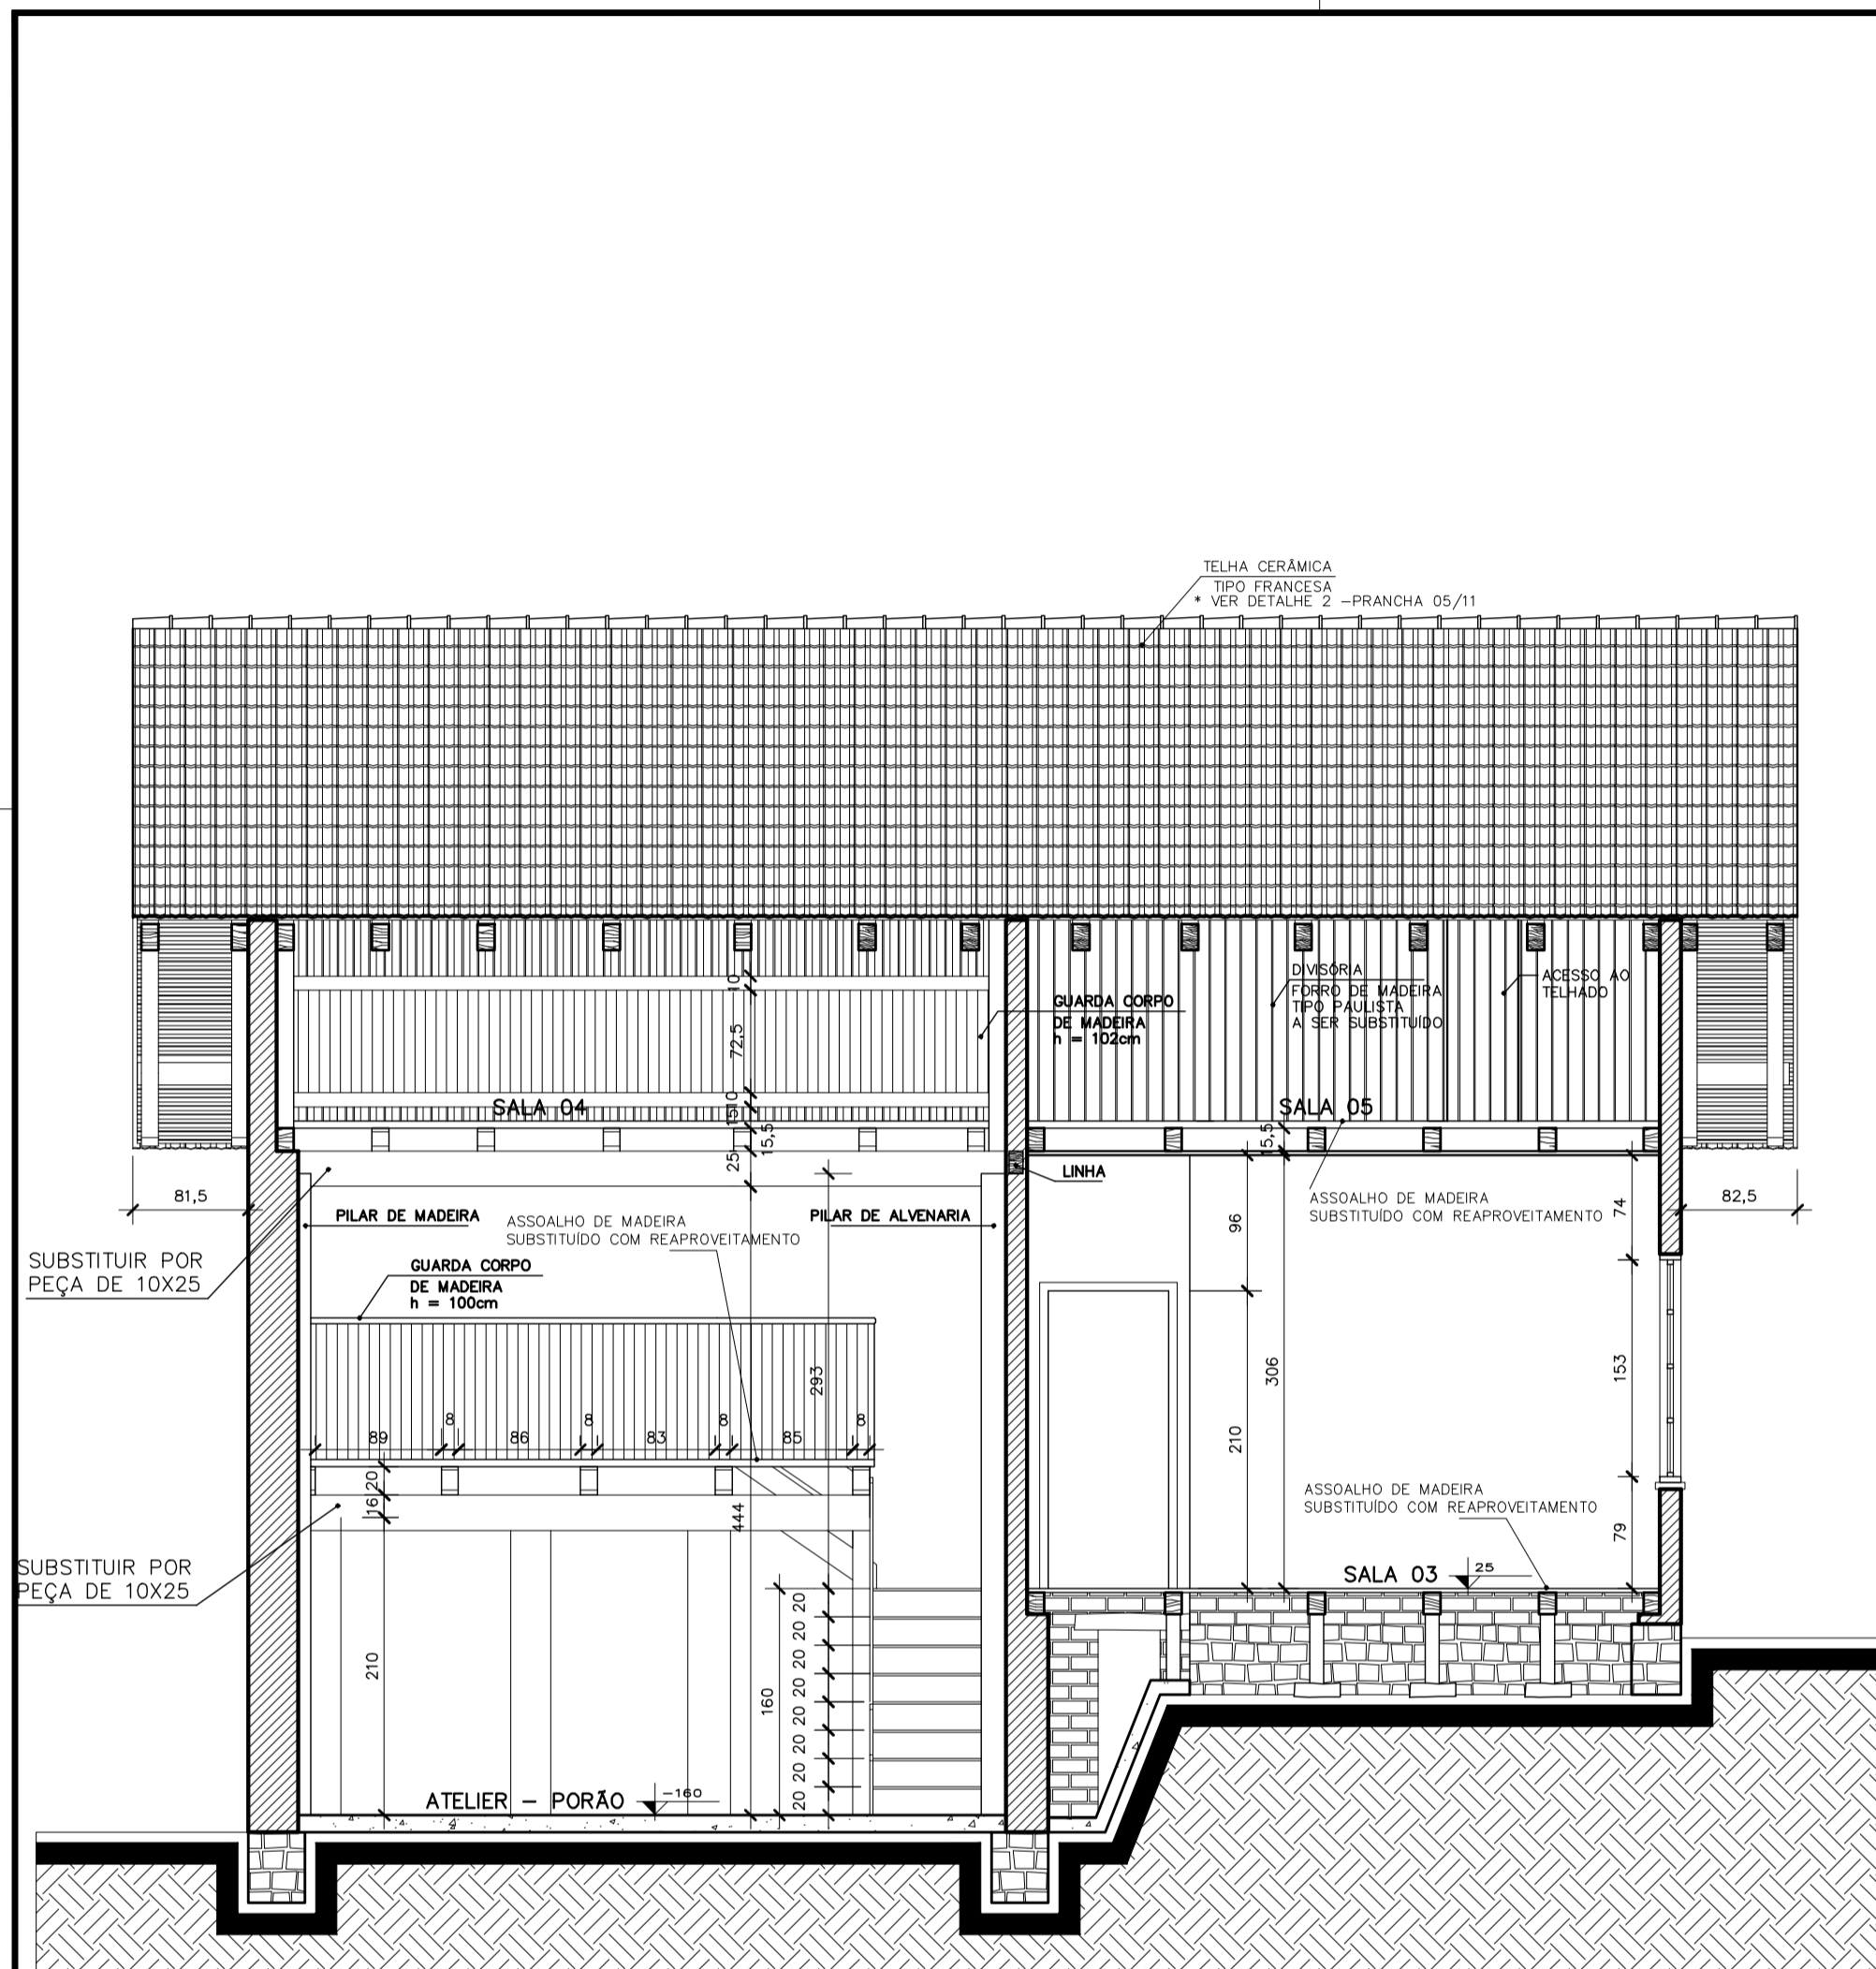 TELHA CERÂMICA
TIPO FRANCESA
* VER DETALHE 2 -PRANCHA 05/11
DIVISÓRIA
FORRO DE MADEIRA
TIPO PAULISTA
A SER SUBSTITUÍDO
ACESSO AO
TELHADO
GUARDA CORPO
DE MADEIRA
h = 102cm
10
72,5
10
15
15,5
25
SALA 04
SALA 05
15,5
LINHA
81,5
82,5
PILAR DE MADEIRA
ASSOALHO DE MADEIRA
SUBSTITUÍDO COM REAPROVEITAMENTO
PILAR DE ALVENARIA
ASSOALHO DE MADEIRA
SUBSTITUÍDO COM REAPROVEITAMENTO
SUBSTITUIR POR
PEÇA DE 10X25
GUARDA CORPO
DE MADEIRA
h = 100cm
96
74
306
153
293
210
89
8
86
8
83
8
85
8
20
16
444
79
ASSOALHO DE MADEIRA
SUBSTITUÍDO COM REAPROVEITAMENTO
SUBSTITUIR POR
PEÇA DE 10X25
SALA 03
25
210
160
20
20
20
20
20
20
20
20
ATELIER - PORÃO
-160